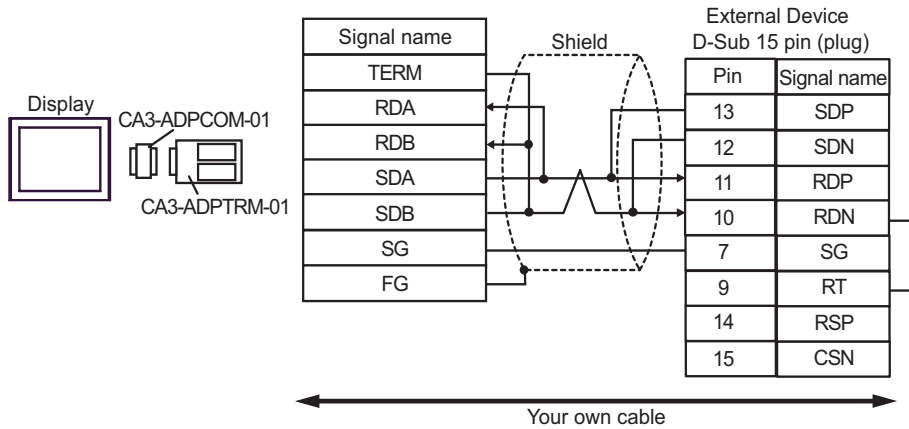 Display
CA3-ADPCOM-01
CA3-ADPTRM-01
Signal name
TERM
RDA
RDB
SDA
SDB
SG
FG
Shield
External Device
D-Sub 15 pin (plug)
Pin Signal name
13 SDP
12 SDN
11 RDP
10 RDN
7 SG
9 RT
14 RSP
15 CSN
Your own cable